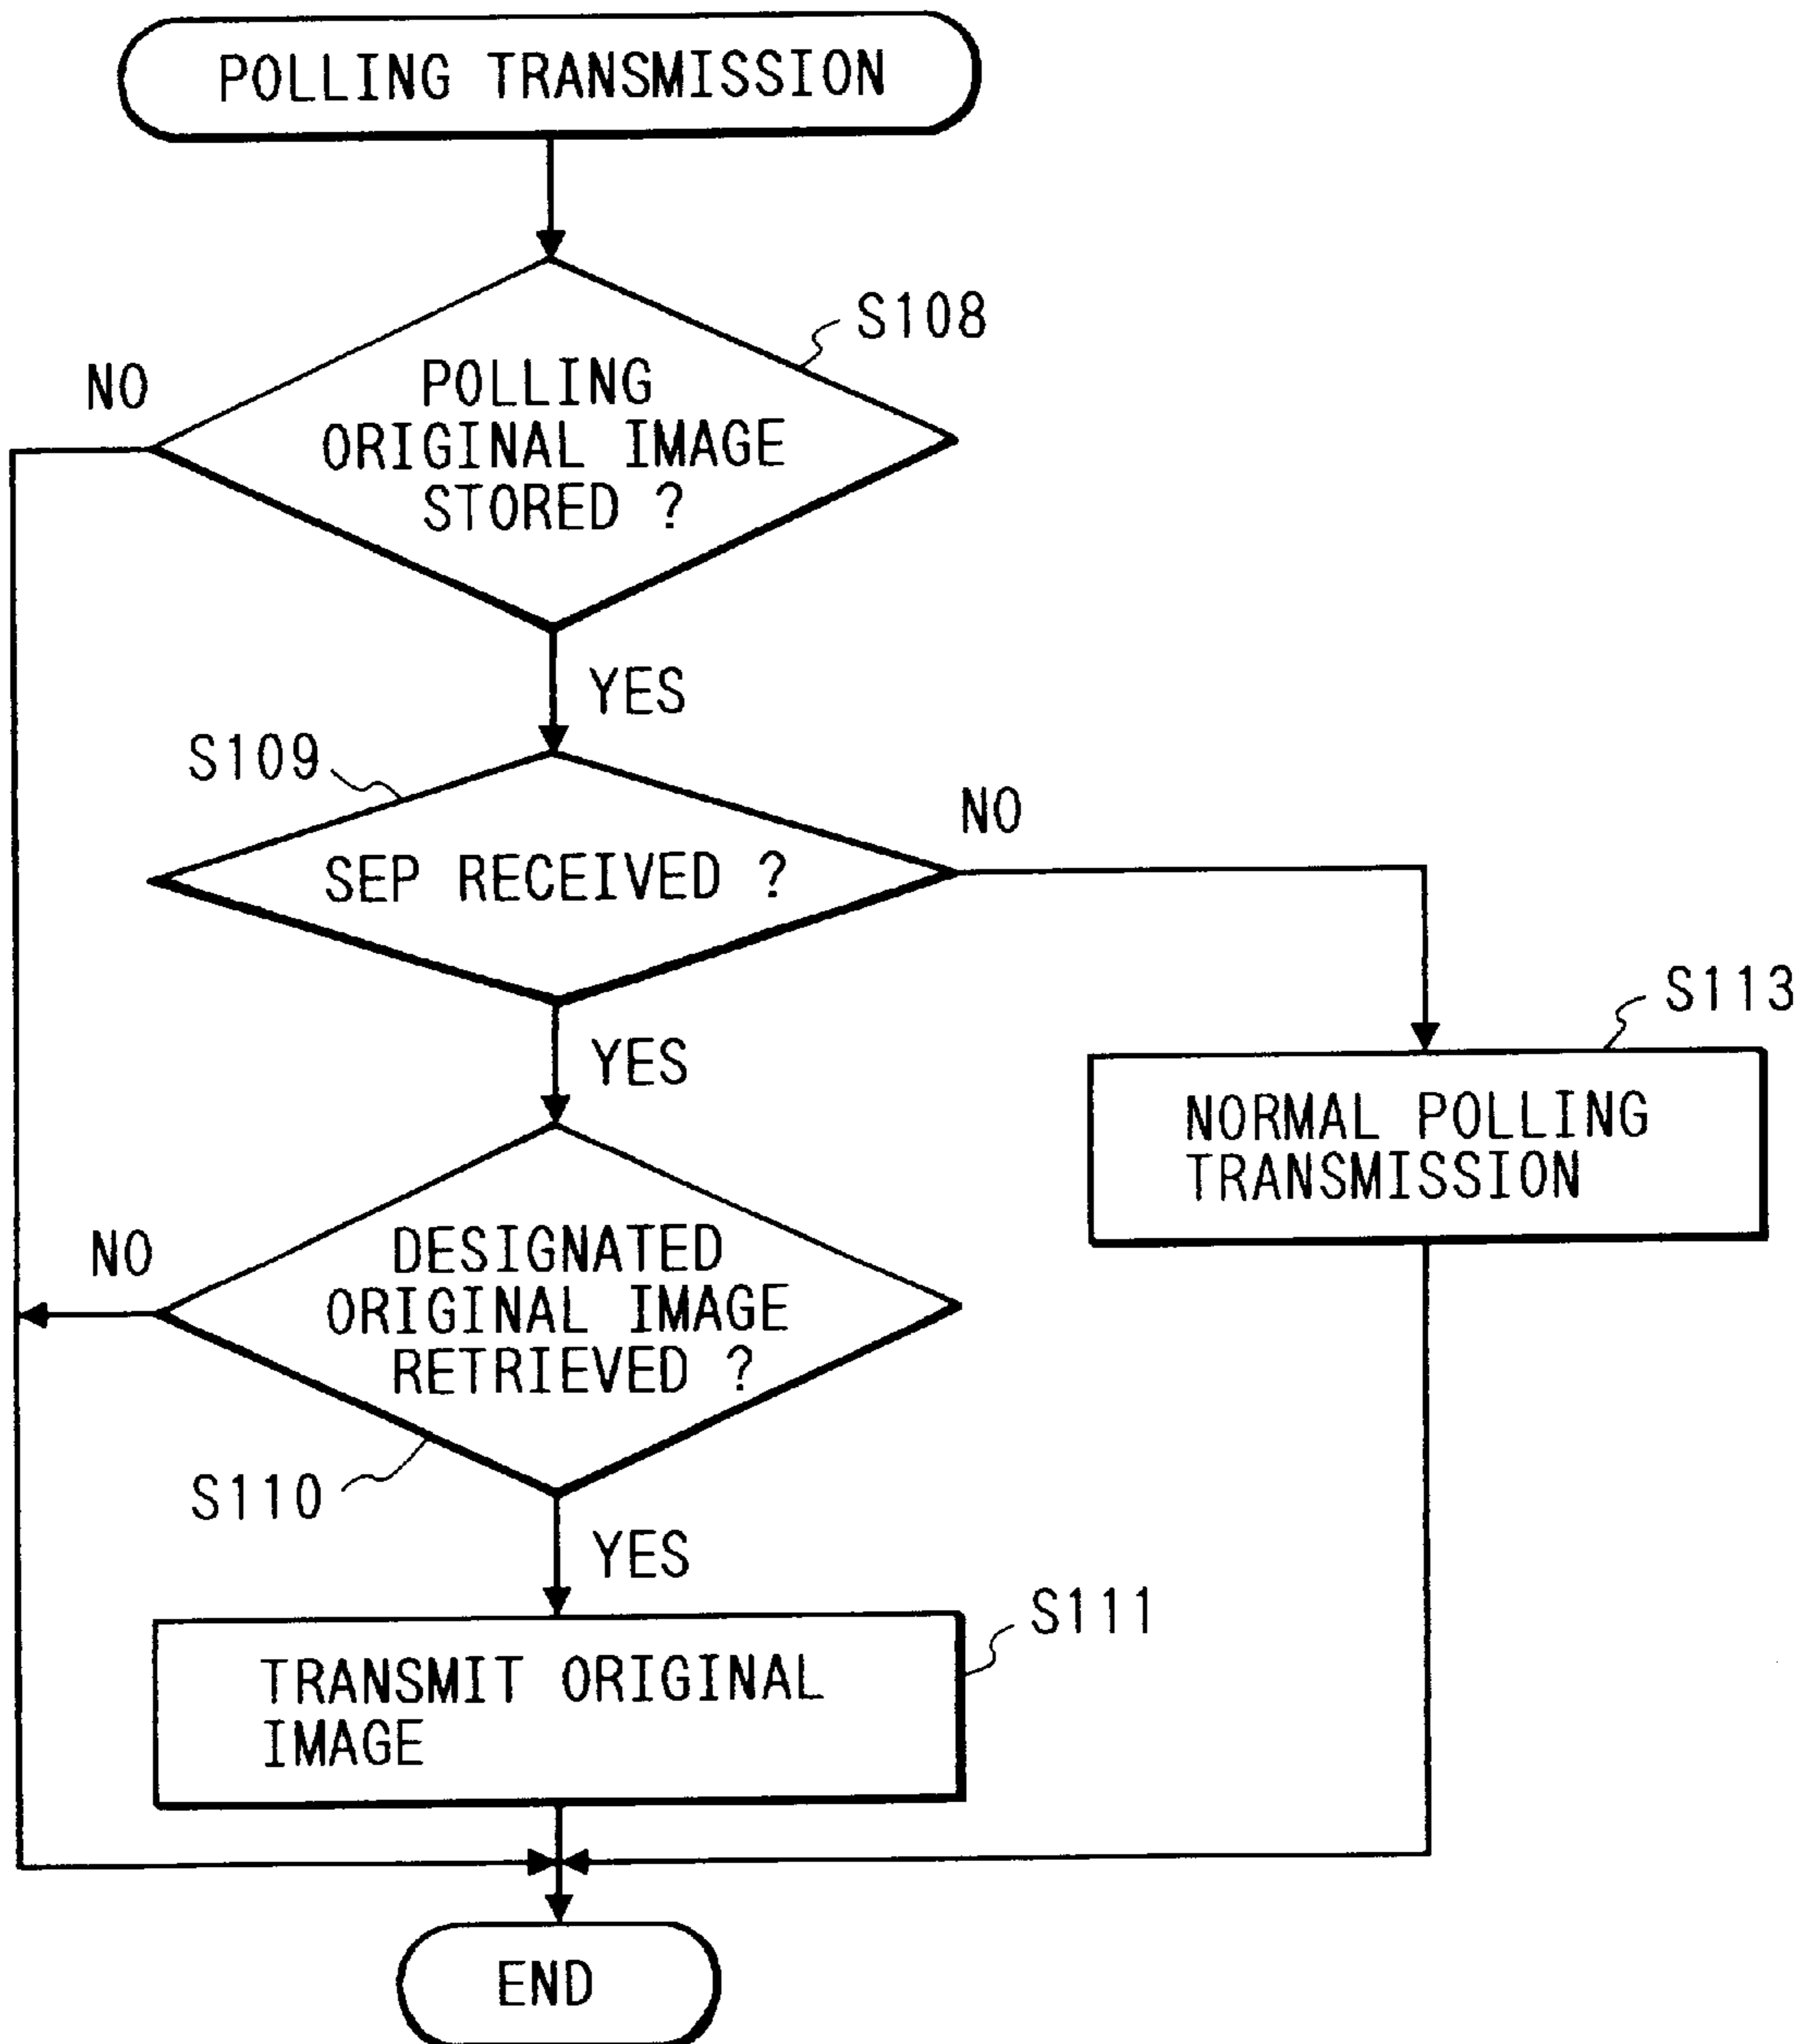 POLLING TRANSMISSION
S108
NO
POLLING
ORIGINAL IMAGE
STORED ?
YES
S109
NO
SEP RECEIVED ?
S113
YES
NORMAL POLLING
TRANSMISSION
NO
DESIGNATED
ORIGINAL IMAGE
RETRIEVED ?
S110
YES
S111
TRANSMIT ORIGINAL
IMAGE
END